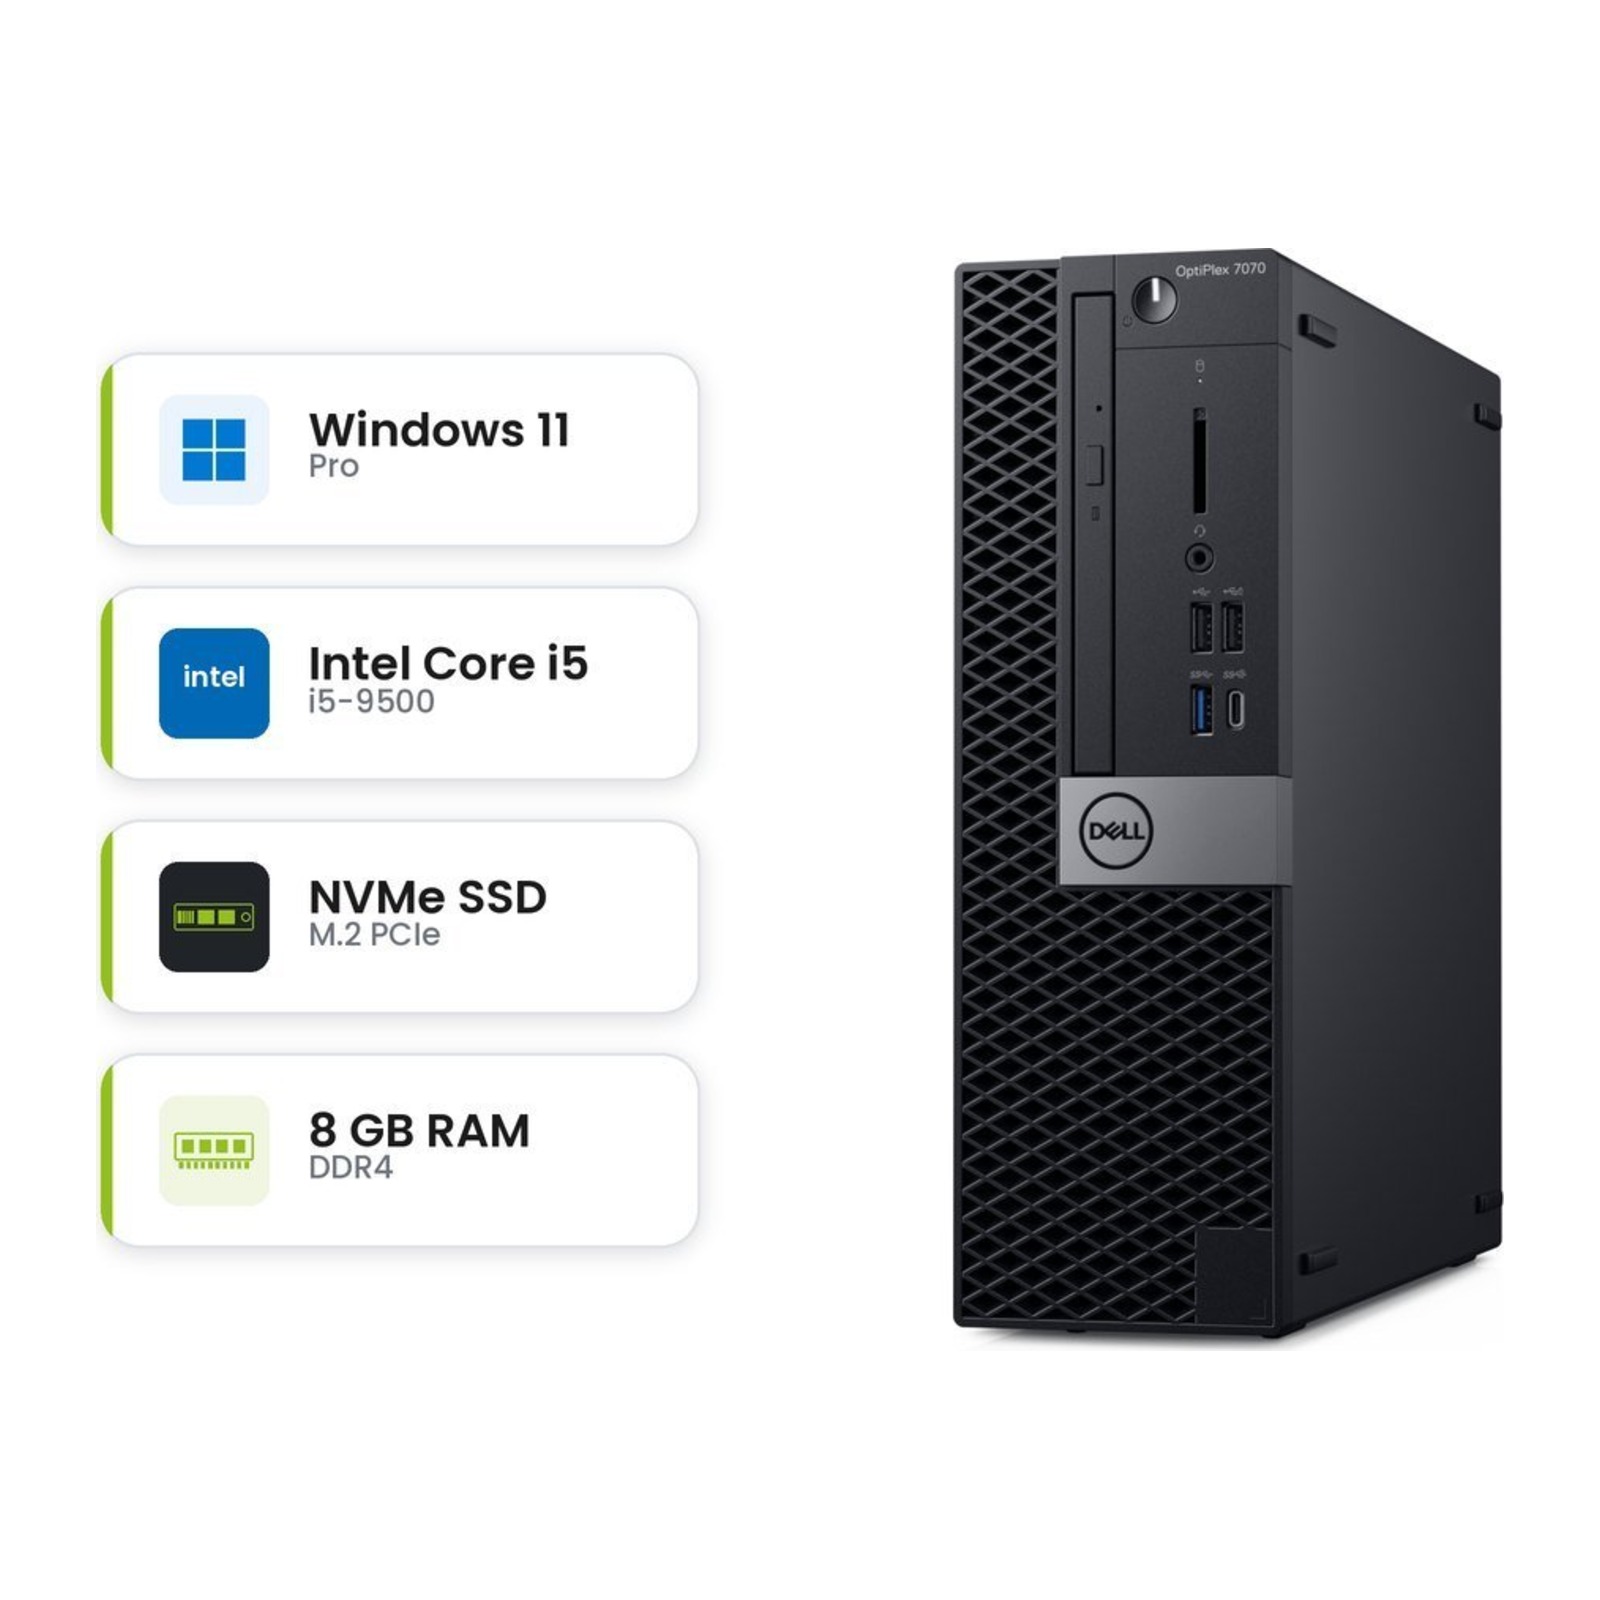 Windows 11
Pro
intel
Intel Core i5
i5-9500
NVMe SSD
M.2 PCIe
8 GB RAM
DDR4
OptiPlex 7070
DELL